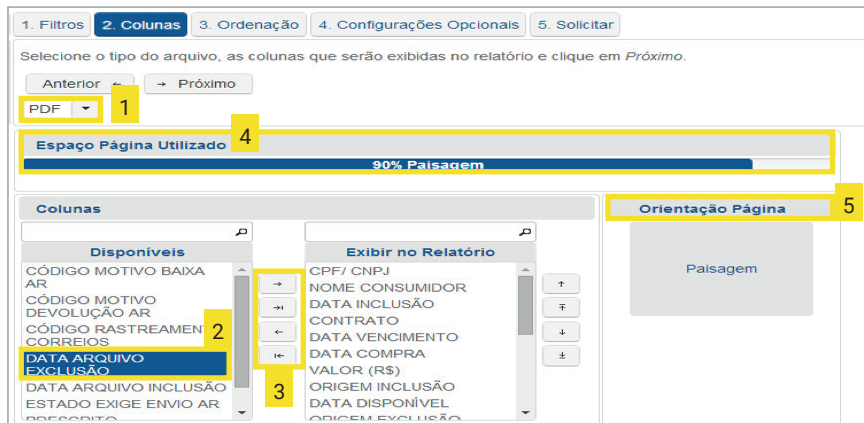 1. Filtros 2. Colunas 3. Ordenação 4. Configurações Opcionais 5. Solicitar
Selecione o tipo do arquivo, as colunas que serão exibidas no relatório e clique em Próximo.
Anterior ← → Próximo
PDF 1
Espaço Página Utilizado 4
90% Paisagem
Colunas
Disponíveis
CÓDIGO MOTIVO BAIXA
AR
CÓDIGO MOTIVO
DEVOLUÇÃO AR
CÓDIGO RASTREAMEN
CORREIOS
2
DATA ARQUIVO
EXCLUSÃO
DATA ARQUIVO INCLUSÃO
ESTADO EXIGE ENVIO AR
PRESCRITO
3
Exibir no Relatório
CPF/ CNPJ
NOME CONSUMIDOR
DATA INCLUSÃO
CONTRATO
DATA VENCIMENTO
DATA COMPRA
VALOR (R$)
ORIGEM INCLUSÃO
DATA DISPONÍVEL
ORIGEM EXCLUSÃO
Orientação Página 5
Paisagem